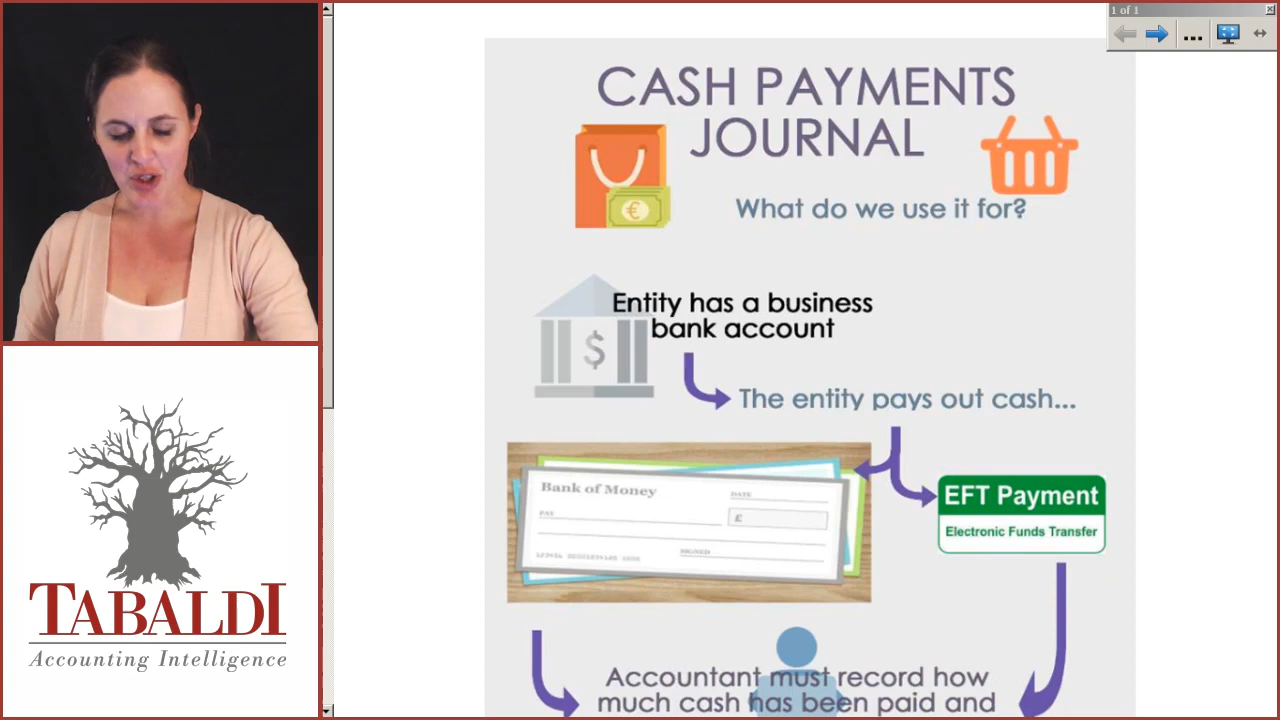 1 of 1
CASH PAYMENTS
JOURNAL
What do we use it for?
€
Entity has a business
bank account
$
The entity pays out cash...
Bank of Money
DATE
PAY
£
SIGNED
EFT Payment
Electronic Funds Transfer
Accountant must record how
much cash has been paid and
TABALDI
Accounting Intelligence